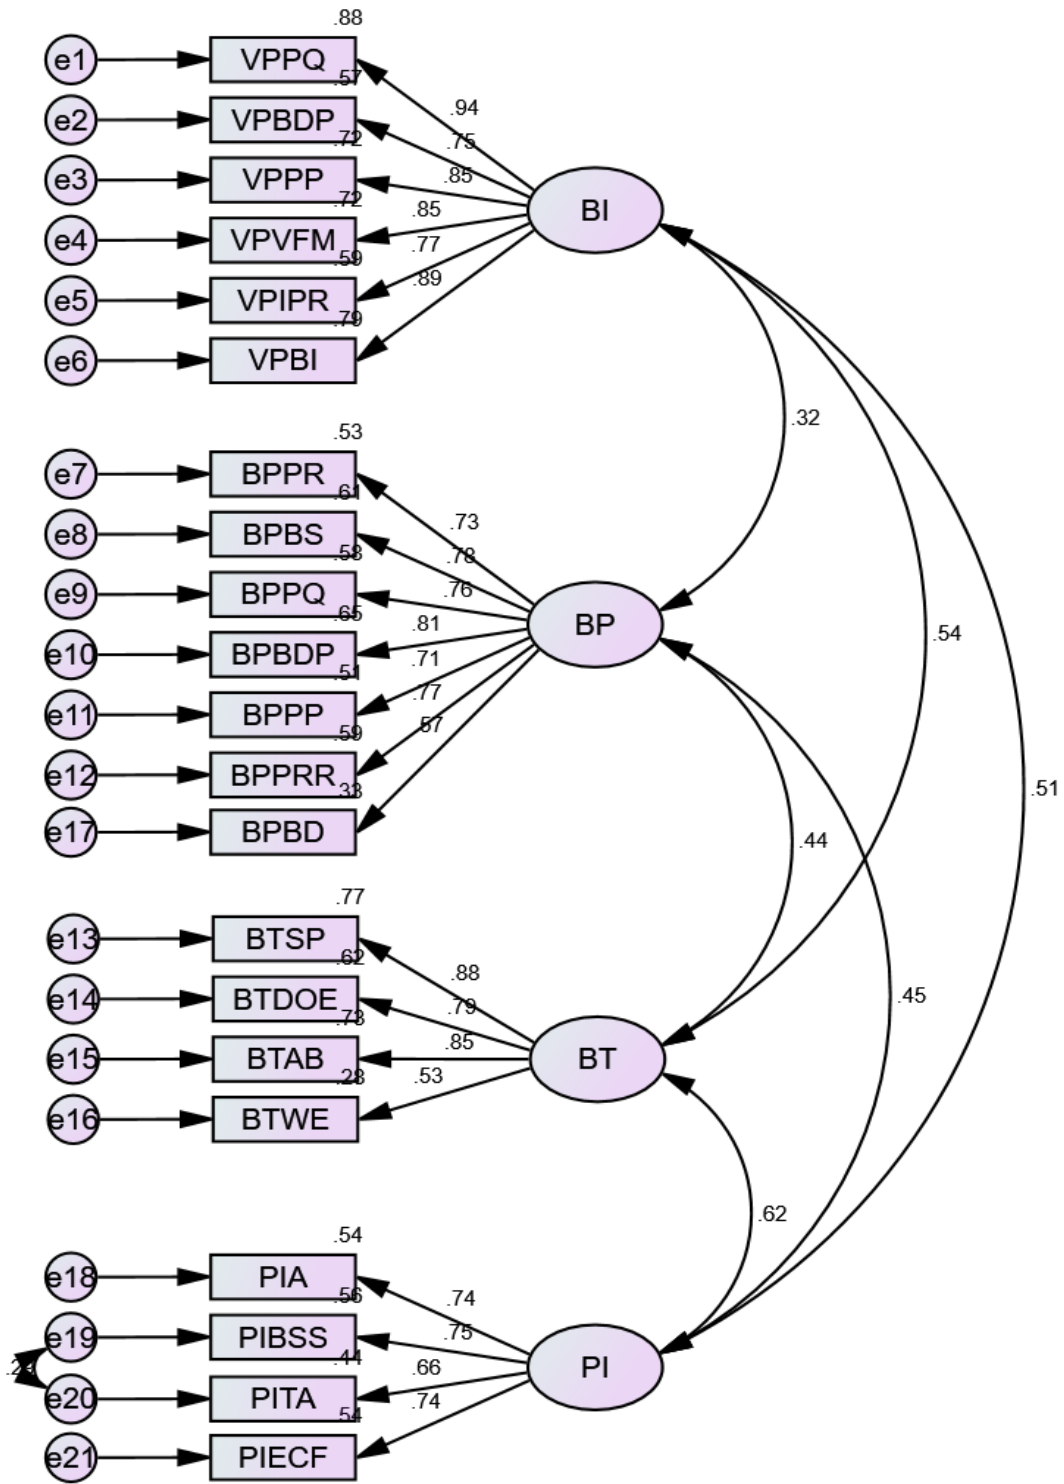 .88
e1 VPPQ
.57
.94
e2 VPBDP
.75
.72
e3 VPPP
.85
BI
.72
e4 VPVFM
.85
.77
.59
e5 VPIPR
.89
.79
e6 VPBI
.32
.53
e7 BPPR
.61
.73
e8 BPBS
.78
.58
e9 BPPQ
.76
BP
.65
.81
.54
e10 BPBDP
.71
.51
e11 BPPP
.77
.57
.59
e12 BPPRR
.33
.51
e17 BPBD
.44
.77
e13 BTSP
.62
.88
e14 BTDOE
.79
.45
.73
e15 BTAB
.85
BT
.28
.53
e16 BTWE
.62
.54
e18 PIA
.56
.74
e19 PIBSS
.75
.44
.66
PI
e20 PITA
.74
.54
e21 PIECF